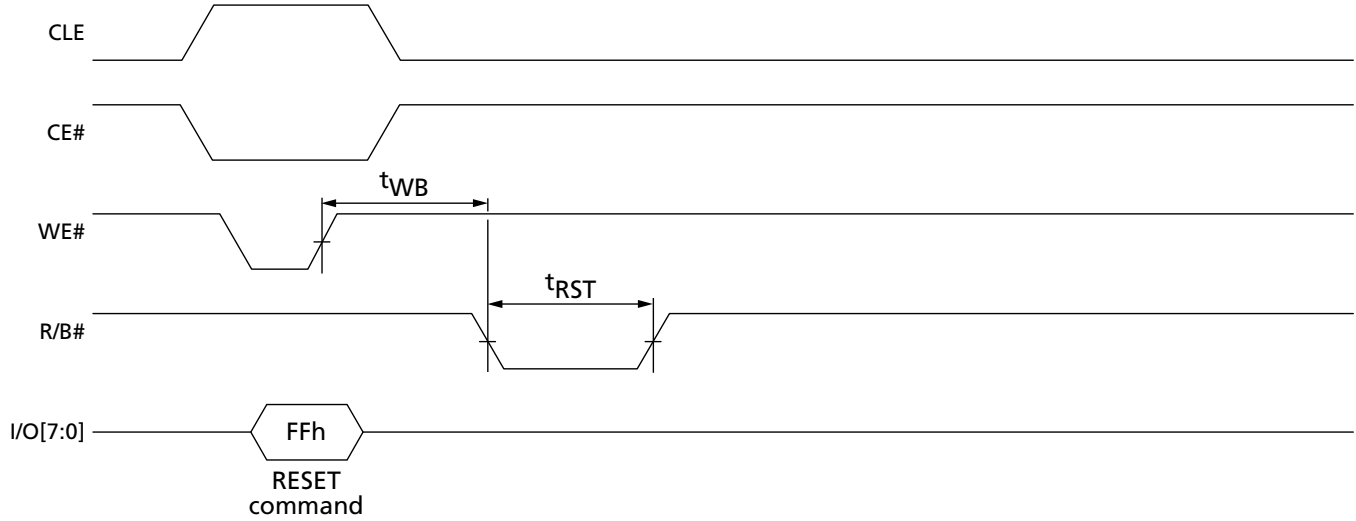 CLE
CE#
tWB
WE#
tRST
R/B#
I/O[7:0]
FFh
RESET
command